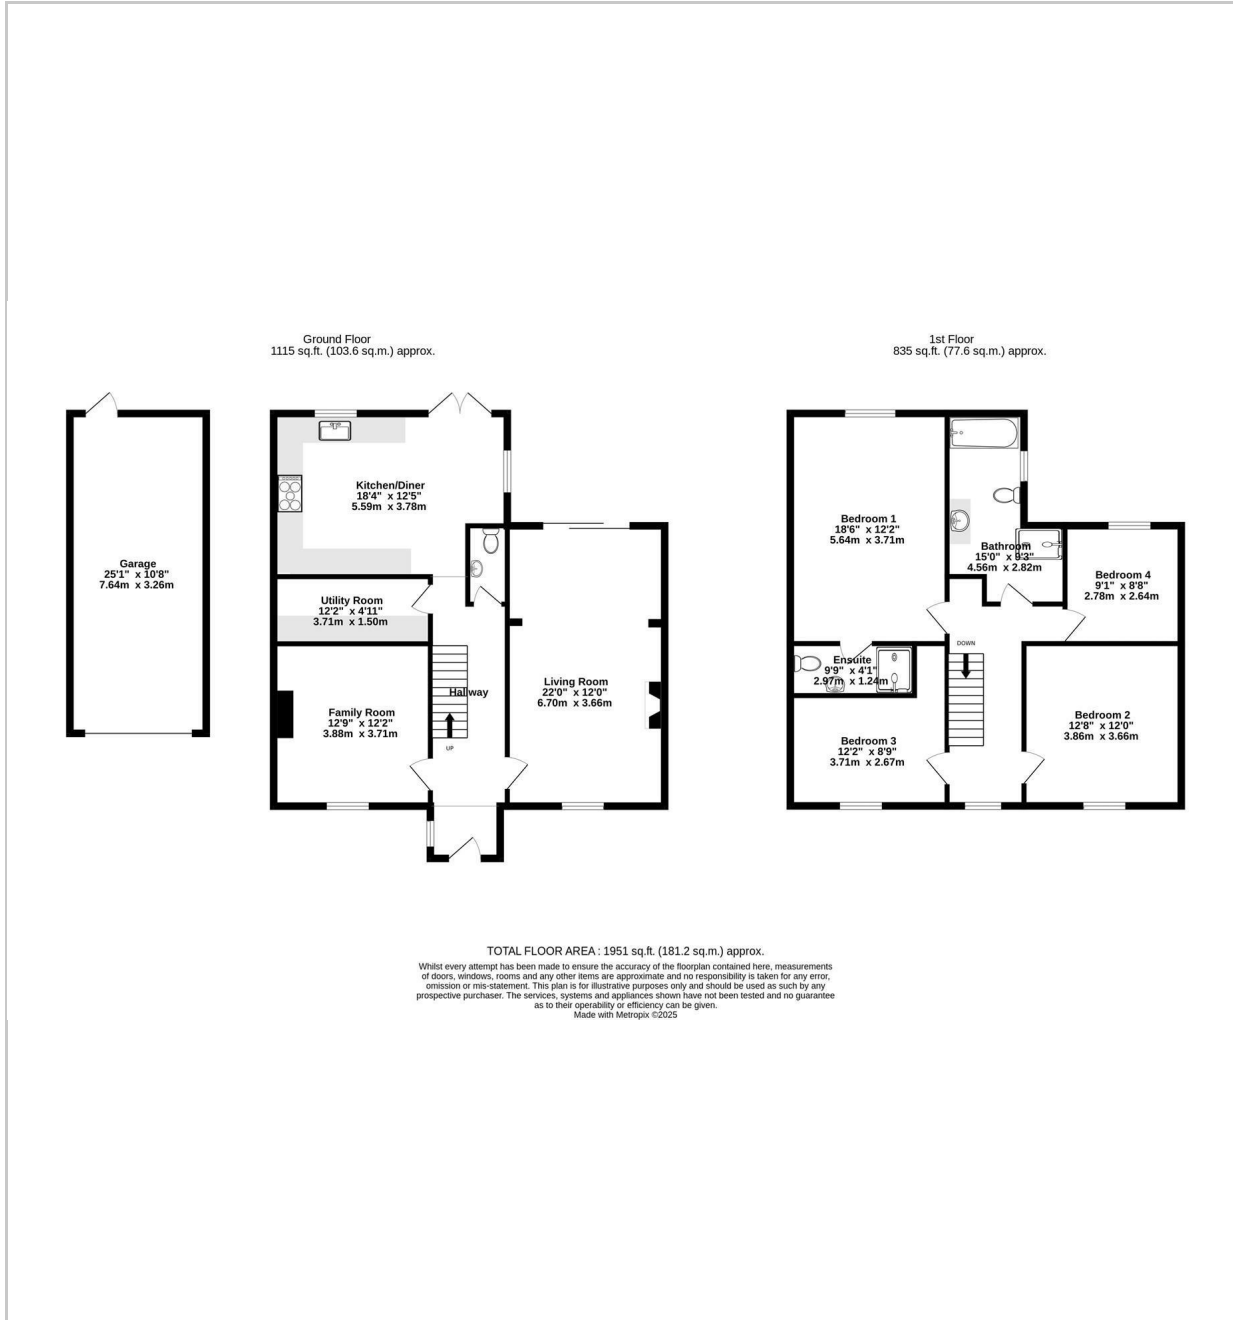 Ground Floor
1115 sq.ft. (103.6 sq.m.) approx.
1st Floor
835 sq.ft. (77.6 sq.m.) approx.
Garage
25'1" x 10'8"
7.64m x 3.26m
Kitchen/Diner
18'4" x 12'5"
5.59m x 3.78m
Utility Room
12'2" x 4'11"
3.71m x 1.50m
Family Room
12'9" x 12'2"
3.88m x 3.71m
Hallway
UP
Living Room
22'0" x 12'0"
6.70m x 3.66m
Bedroom 1
18'6" x 12'2"
5.64m x 3.71m
Bathroom
15'0" x 9'3"
4.56m x 2.82m
Bedroom 4
9'1" x 8'8"
2.78m x 2.64m
DOWN
Ensuite
9'9" x 4'1"
2.97m x 1.24m
Bedroom 3
12'2" x 8'9"
3.71m x 2.67m
Bedroom 2
12'8" x 12'0"
3.86m x 3.66m
TOTAL FLOOR AREA : 1951 sq.ft. (181.2 sq.m.) approx.
Whilst every attempt has been made to ensure the accuracy of the floorplan contained here, measurements
of doors, windows, rooms and any other items are approximate and no responsibility is taken for any error,
omission or mis-statement. This plan is for illustrative purposes only and should be used as such by any
prospective purchaser. The services, systems and appliances shown have not been tested and no guarantee
as to their operability or efficiency can be given.
Made with Metropix ©2025